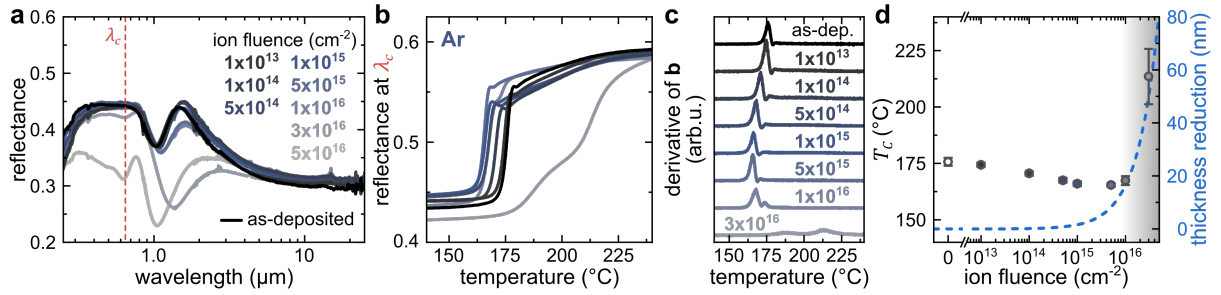 a
reflectance
0.6
0.5
0.4
0.3
0.2
λc
ion fluence (cm⁻²)
1x10¹³ 1x10¹⁵
1x10¹⁴ 5x10¹⁵
5x10¹⁴ 1x10¹⁶
3x10¹⁶
5x10¹⁶
as-deposited
1.0 10
wavelength (µm)
b
reflectance at λc
0.6
0.5
0.4
Ar
150 175 200 225
temperature (°C)
c
derivative of b
(arb.u.)
as-dep.
1x10¹³
1x10¹⁴
5x10¹⁴
1x10¹⁵
5x10¹⁵
1x10¹⁶
3x10¹⁶
150 175 200 225
temperature (°C)
d
TC (°C)
225
200
175
150
0 10¹³ 10¹⁴ 10¹⁵ 10¹⁶
ion fluence (cm⁻²)
80
60
40
20
0
thickness reduction (nm)